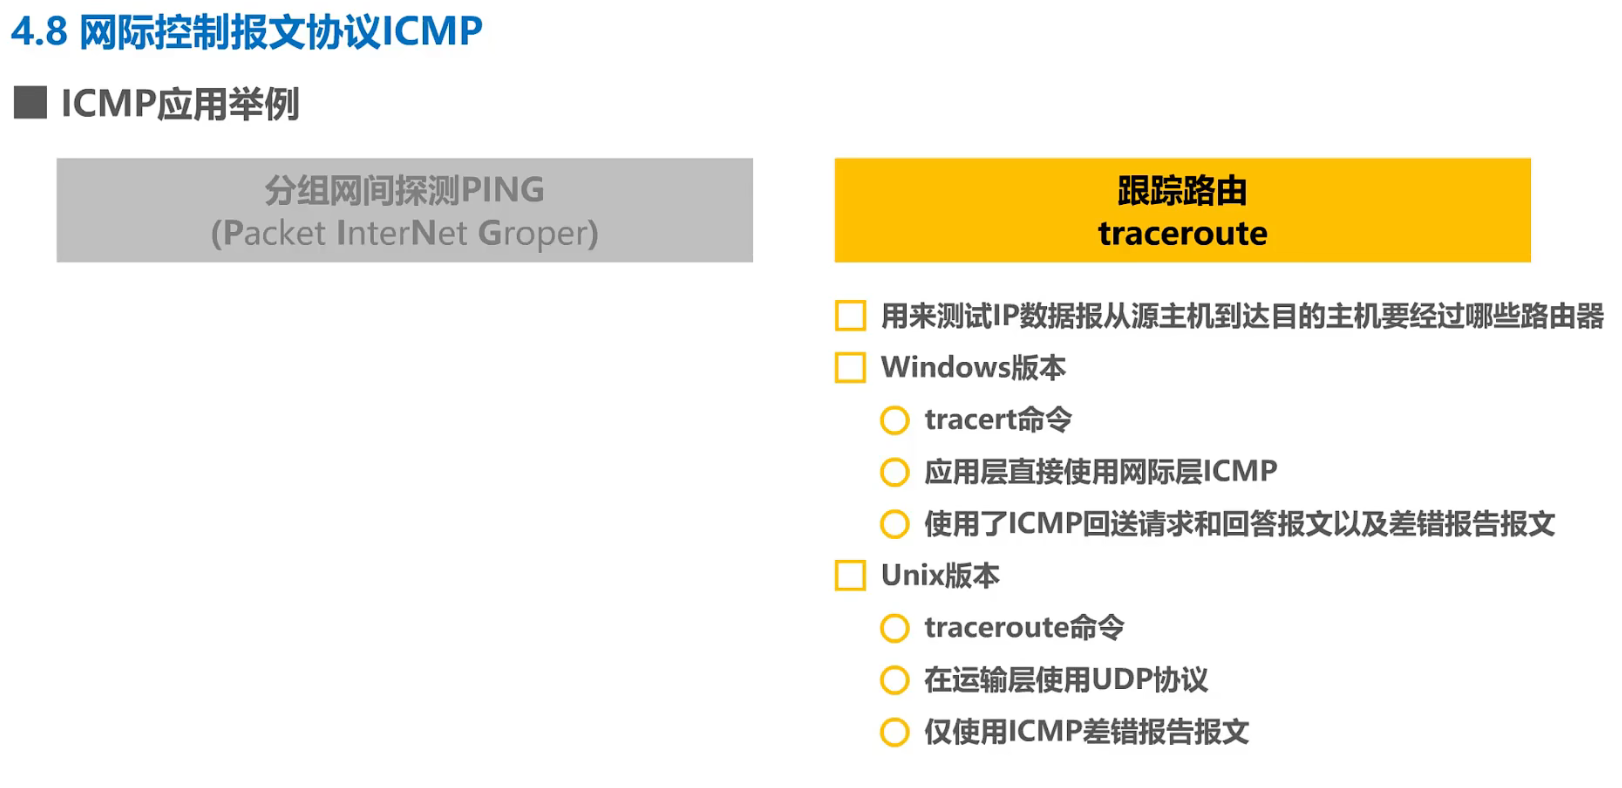 4.8 网际控制报文协议ICMP
ICMP应用举例
分组网间探测PING
(Packet InterNet Groper)
跟踪路由
traceroute
用来测试IP数据报从源主机到达目的主机要经过哪些路由器
Windows版本
tracert命令
应用层直接使用网际层ICMP
使用了ICMP回送请求和回答报文以及差错报告报文
Unix版本
traceroute命令
在运输层使用UDP协议
仅使用ICMP差错报告报文